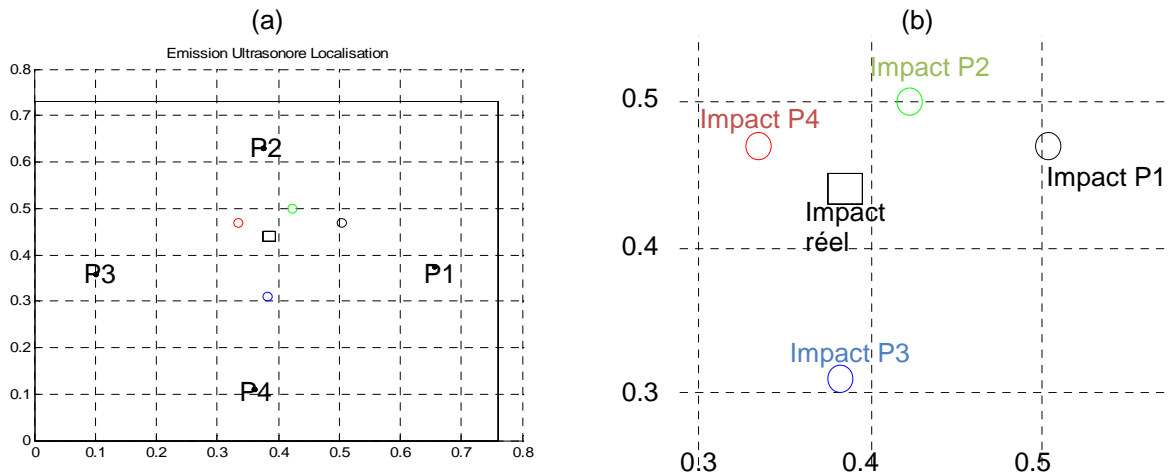 (a)
Emission Ultrasonore Localisation
0.8
0.7
0.6
0.5
0.4
0.3
0.2
0.1
0
0 0.1 0.2 0.3 0.4 0.5 0.6 0.7 0.8
P2
P3
P1
P4
(b)
Impact P2
0.5
Impact P4
Impact P1
Impact
réel
0.4
Impact P3
0.3
0.3 0.4 0.5